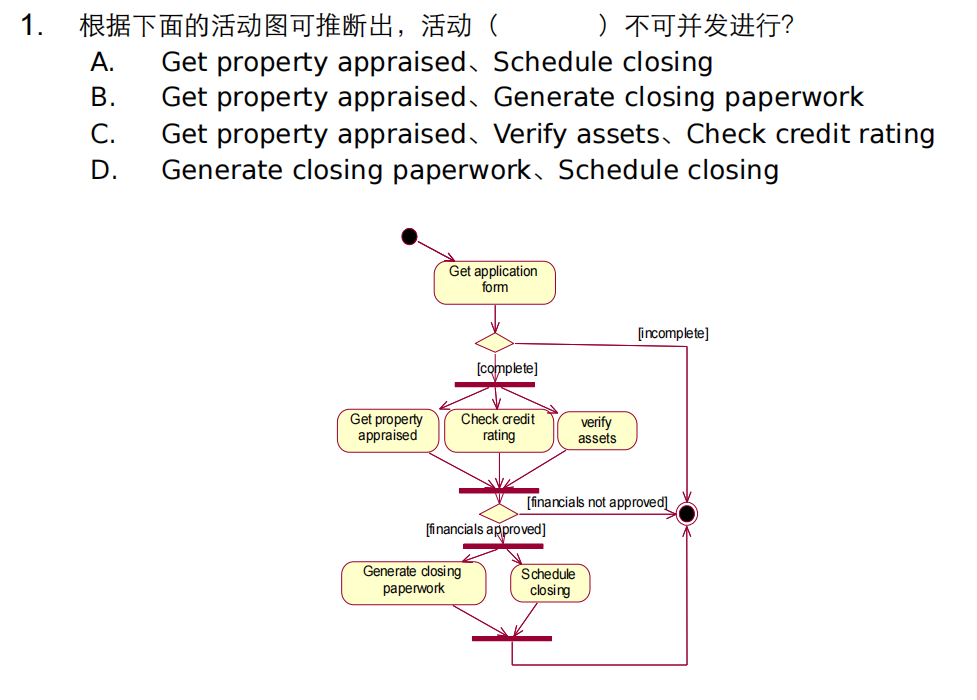 1. 根据下面的活动图可推断出，活动（ ）不可并发进行?
A. Get property appraised、Schedule closing
B. Get property appraised、Generate closing paperwork
C. Get property appraised、Verify assets、Check credit rating
D. Generate closing paperwork、Schedule closing
Get application
form
[incomplete]
[complete]
Get property
appraised
Check credit
rating
verify
assets
[financials not approved]
[financials approved]
Generate closing
paperwork
Schedule
closing